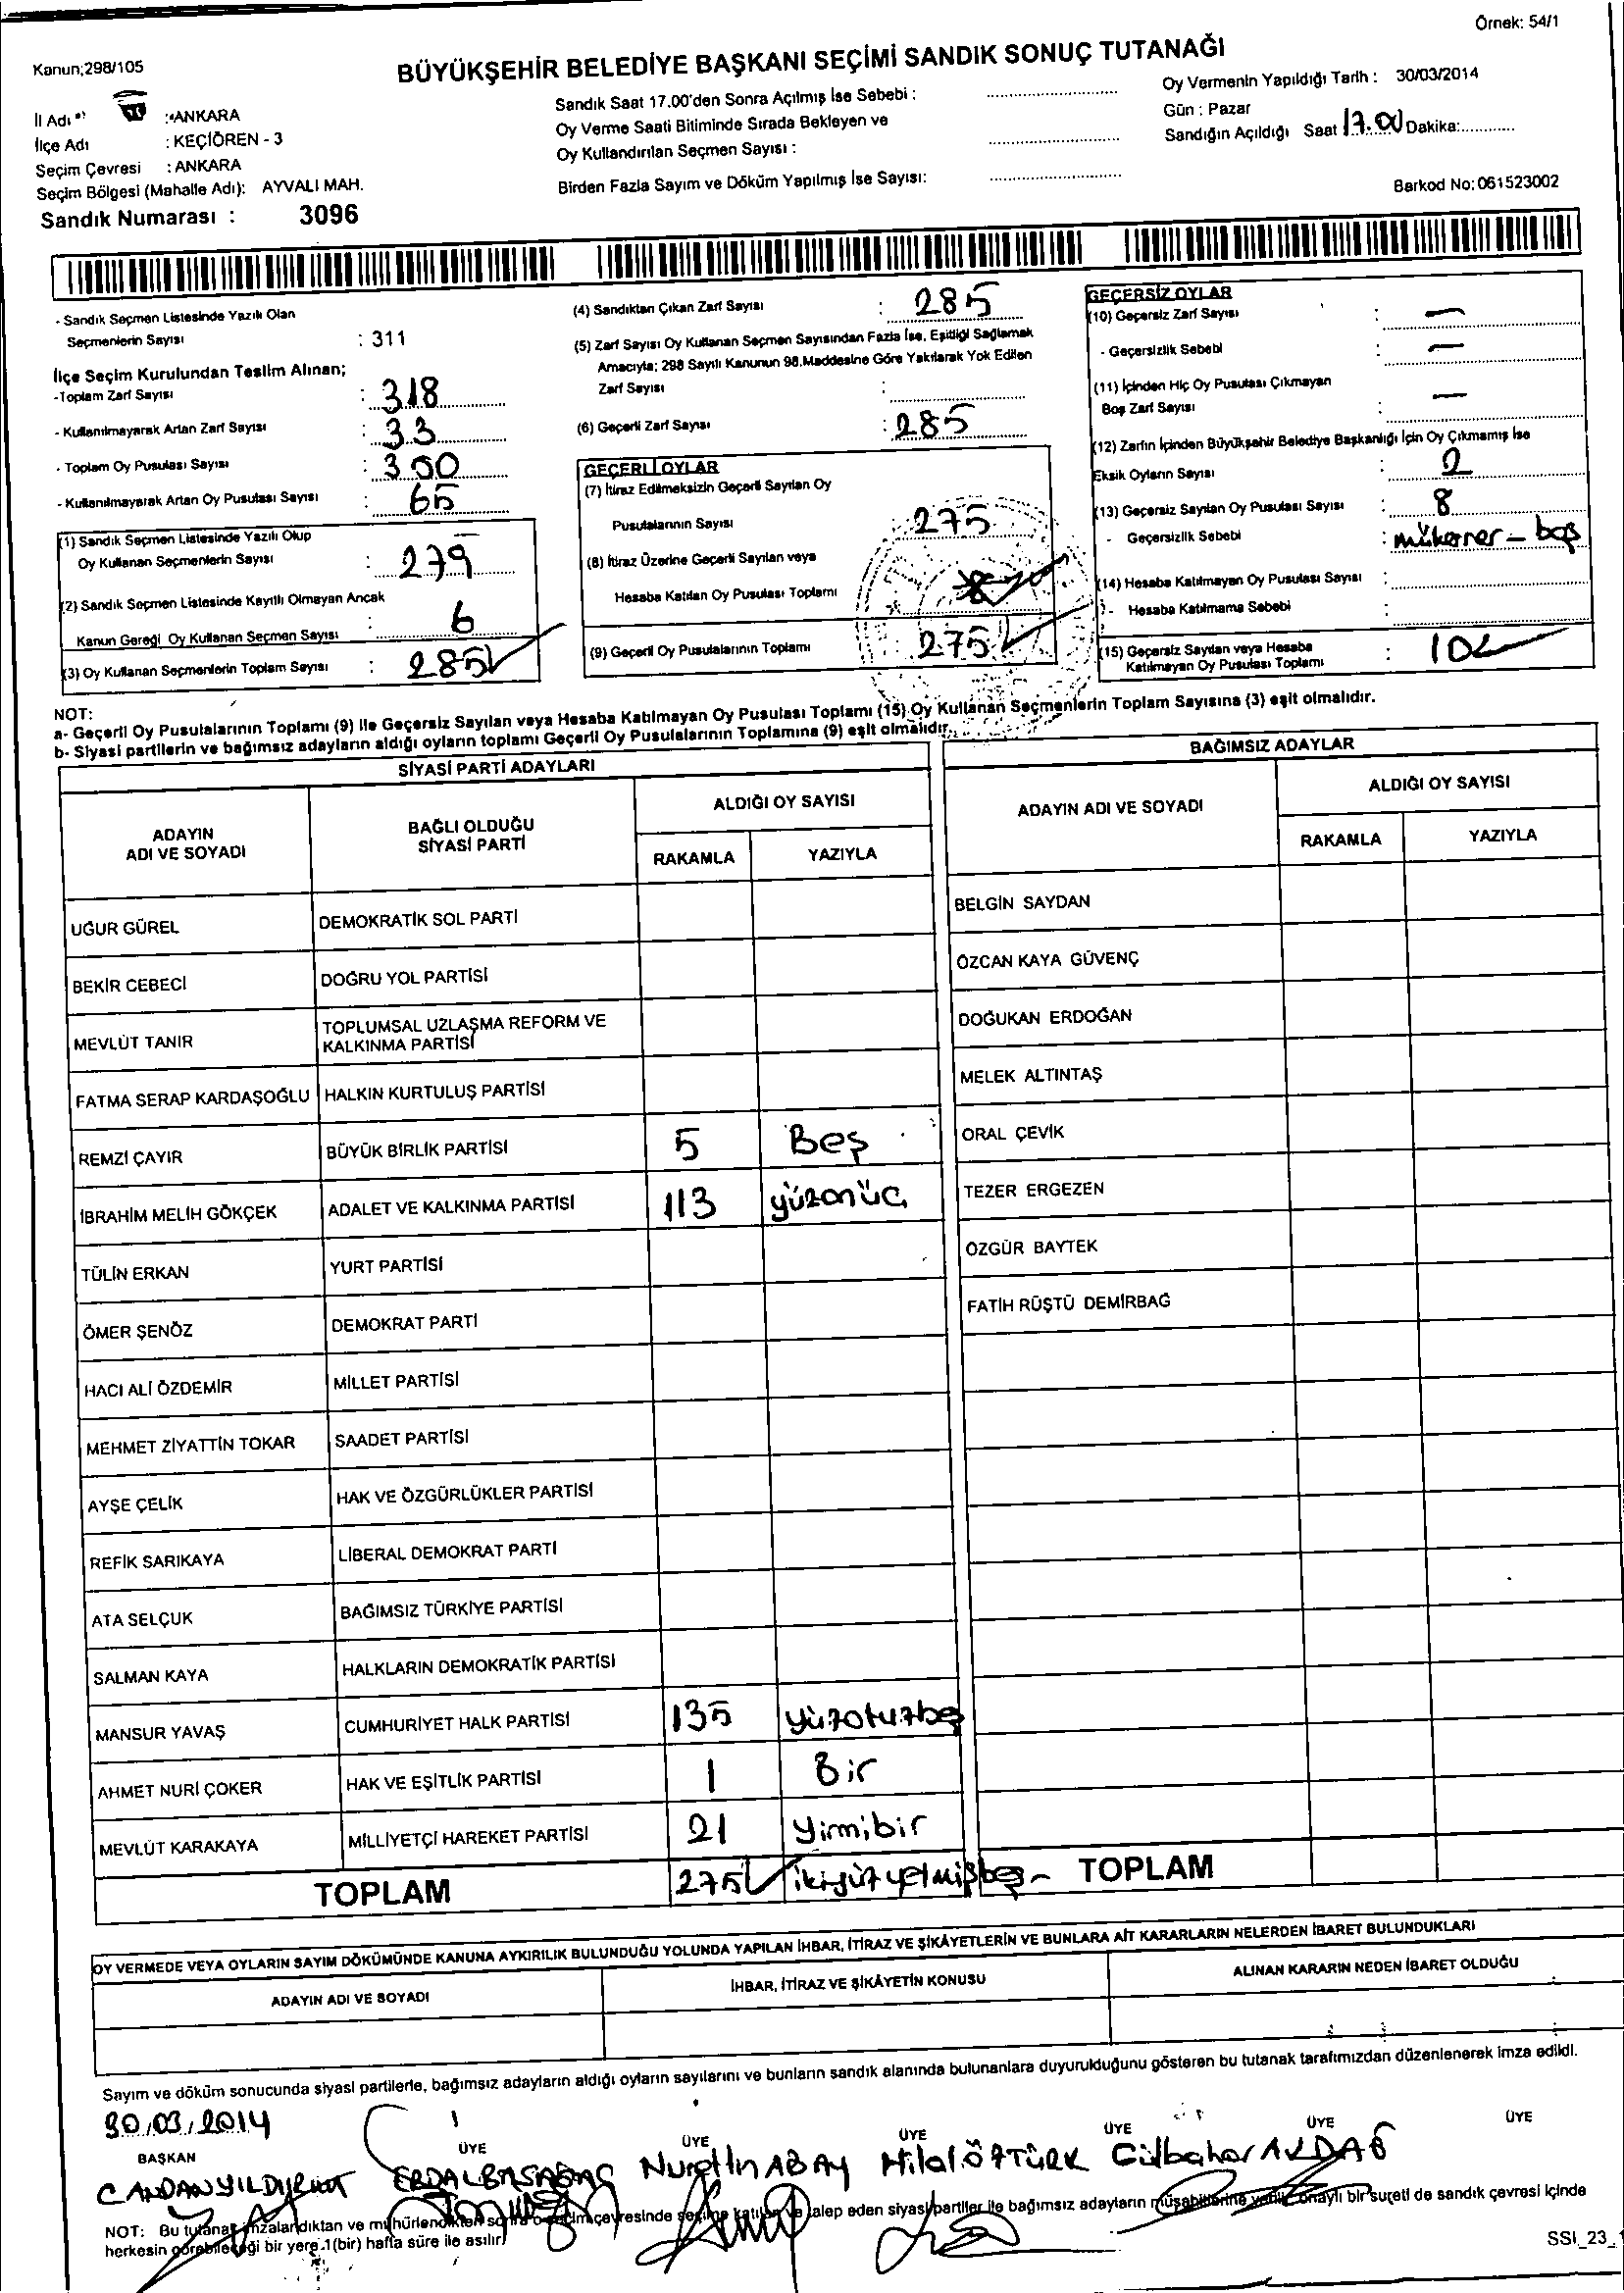 Örnek: 54/1
Kanun;298/105
BÜYÜKŞEHİR BELEDİYE BAŞKANI SEÇİMİ SANDIK SONUÇ TUTANAĞI
İl Adı : ANKARA
İlçe Adı : KEÇİÖREN - 3
Seçim Çevresi : ANKARA
Seçim Bölgesi (Mahalle Adı): AYVALI MAH.
Sandık Numarası : 3096
Sandık Saat 17.00'den Sonra Açılmış İse Sebebi :
Oy Verme Saati Bitiminde Sırada Bekleyen ve
Oy Kullandırılan Seçmen Sayısı :
Birden Fazla Sayım ve Döküm Yapılmış İse Sayısı:
Oy Vermenin Yapıldığı Tarih : 30/03/2014
Gün : Pazar
Sandığın Açıldığı Saat 17.00 Dakika:
Barkod No: 061523002
- Sandık Seçmen Listesinde Yazılı Olan
Seçmenlerin Sayısı : 311
İlçe Seçim Kurulundan Teslim Alınan;
-Toplam Zarf Sayısı : 318
- Kullanılmayarak Artan Zarf Sayısı : 33
- Toplam Oy Pusulası Sayısı : 350
- Kullanılmayarak Artan Oy Pusulası Sayısı : 65
(1) Sandık Seçmen Listesinde Yazılı Olup
Oy Kullanan Seçmenlerin Sayısı : 279
(2) Sandık Seçmen Listesinde Kayıtlı Olmayan Ancak
Kanun Gereği Oy Kullanan Seçmen Sayısı : 6
(3) Oy Kullanan Seçmenlerin Toplam Sayısı : 285
(4) Sandıktan Çıkan Zarf Sayısı : 285
(5) Zarf Sayısı Oy Kullanan Seçmen Sayısından Fazla İse, Eşitliği Sağlamak
Amacıyla; 298 Sayılı Kanunun 98.Maddesine Göre Yakılarak Yok Edilen
Zarf Sayısı :
(6) Geçerli Zarf Sayısı : 285
GEÇERLİ OYLAR
(7) İtiraz Edilmeksizin Geçerli Sayılan Oy
Pusulalarının Sayısı : 275
(8) İtiraz Üzerine Geçerli Sayılan veya
Hesaba Katılan Oy Pusulası Toplamı
(9) Geçerli Oy Pusulalarının Toplamı : 275
GEÇERSİZ OYLAR
(10) Geçersiz Zarf Sayısı : —
- Geçersizlik Sebebi : —
(11) İçinden Hiç Oy Pusulası Çıkmayan
Boş Zarf Sayısı : —
(12) Zarfın İçinden Büyükşehir Belediye Başkanlığı İçin Oy Çıkmamış İse
Eksik Oyların Sayısı : 2
(13) Geçersiz Sayılan Oy Pusulası Sayısı : 8
- Geçersizlik Sebebi : mükerrer - boş
(14) Hesaba Katılmayan Oy Pusulası Sayısı :
- Hesaba Katılmama Sebebi :
(15) Geçersiz Sayılan veya Hesaba
Katılmayan Oy Pusulası Toplamı : 10
NOT:
a- Geçerli Oy Pusulalarının Toplamı (9) ile Geçersiz Sayılan veya Hesaba Katılmayan Oy Pusulası Toplamı (15) Oy Kullanan Seçmenlerin Toplam Sayısına (3) eşit olmalıdır.
b- Siyasi partilerin ve bağımsız adayların aldığı oyların toplamı Geçerli Oy Pusulalarının Toplamına (9) eşit olmalıdır.
SİYASİ PARTİ ADAYLARI
ADAYIN ADI VE SOYADI
BAĞLI OLDUĞU SİYASİ PARTİ
ALDIĞI OY SAYISI
RAKAMLA YAZIYLA
UĞUR GÜREL DEMOKRATİK SOL PARTİ
BEKİR CEBECİ DOĞRU YOL PARTİSİ
MEVLÜT TANIR TOPLUMSAL UZLAŞMA REFORM VE KALKINMA PARTİSİ
FATMA SERAP KARDAŞOĞLU HALKIN KURTULUŞ PARTİSİ
REMZİ ÇAYIR BÜYÜK BİRLİK PARTİSİ 5 Beş
İBRAHİM MELİH GÖKÇEK ADALET VE KALKINMA PARTİSİ 113 yüzonüç
TÜLİN ERKAN YURT PARTİSİ
ÖMER ŞENÖZ DEMOKRAT PARTİ
HACI ALİ ÖZDEMİR MİLLET PARTİSİ
MEHMET ZİYATTİN TOKAR SAADET PARTİSİ
AYŞE ÇELİK HAK VE ÖZGÜRLÜKLER PARTİSİ
REFİK SARIKAYA LİBERAL DEMOKRAT PARTİ
ATA SELÇUK BAĞIMSIZ TÜRKİYE PARTİSİ
SALMAN KAYA HALKLARIN DEMOKRATİK PARTİSİ
MANSUR YAVAŞ CUMHURİYET HALK PARTİSİ 135 yüzotuzbeş
AHMET NURİ ÇOKER HAK VE EŞİTLİK PARTİSİ 1 Bir
MEVLÜT KARAKAYA MİLLİYETÇİ HAREKET PARTİSİ 21 Yirmibir
TOPLAM 275 ikiyüzyetmişbeş
BAĞIMSIZ ADAYLAR
ADAYIN ADI VE SOYADI
ALDIĞI OY SAYISI
RAKAMLA YAZIYLA
BELGİN SAYDAN
ÖZCAN KAYA GÜVENÇ
DOĞUKAN ERDOĞAN
MELEK ALTINTAŞ
ORAL ÇEVİK
TEZER ERGEZEN
ÖZGÜR BAYTEK
FATİH RÜŞTÜ DEMİRBAĞ
TOPLAM
OY VERMEDE VEYA OYLARIN SAYIM DÖKÜMÜNDE KANUNA AYKIRILIK BULUNDUĞU YOLUNDA YAPILAN İHBAR, İTİRAZ VE ŞİKÂYETLERİN VE BUNLARA AİT KARARLARIN NELERDEN İBARET BULUNDUKLARI
ADAYIN ADI VE SOYADI İHBAR, İTİRAZ VE ŞİKÂYETİN KONUSU ALINAN KARARIN NEDEN İBARET OLDUĞU
Sayım ve döküm sonucunda siyasi partilerle, bağımsız adayların aldığı oyların sayılarını ve bunların sandık alanında bulunanlara duyurulduğunu gösteren bu tutanak tarafımızdan düzenlenerek imza edildi.
30/03/2014
BAŞKAN ÜYE ÜYE ÜYE ÜYE ÜYE ÜYE
CANDAN YILDIRIM ERDAL Nurettin ABAY Hilal ÖZTÜRK Gülbahar AKDAĞ
NOT: Bu tutanak imzalandıktan ve mühürlendikten sonra o seçim çevresinde seçime katılan ve talep eden siyasi partiler ile bağımsız adayların müşahitlerine verilir, onaylı bir sureti de sandık çevresi içinde
herkesin görebileceği bir yere 1(bir) hafta süre ile asılır.
SSI_23_